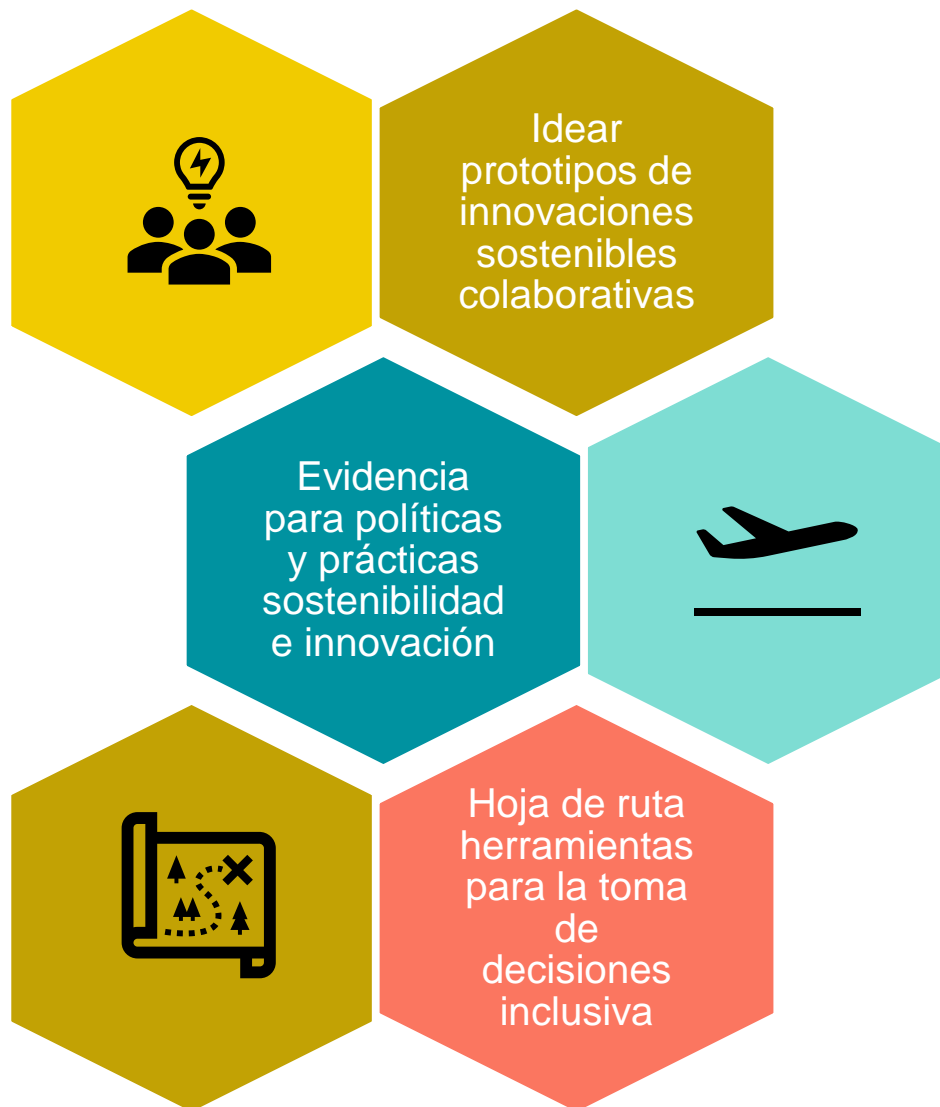 Idear
prototipos de
innovaciones
sostenibles
colaborativas
Evidencia
para políticas
y prácticas
sostenibilidad
e innovación
Hoja de ruta
herramientas
para la toma
de
decisiones
inclusiva